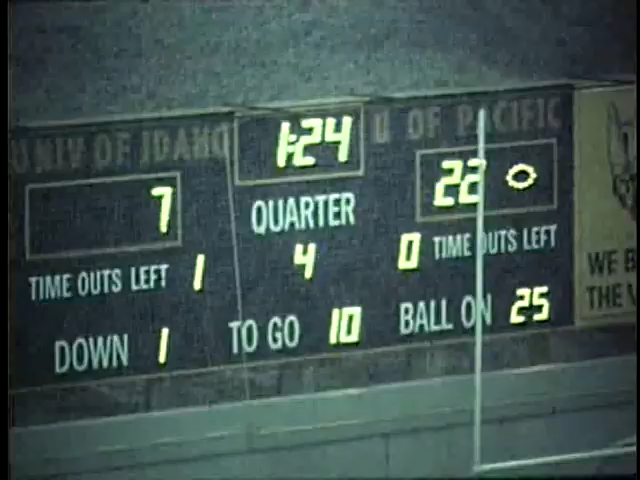 UNIV OF IDAHO 1:24 U OF PACIFIC
7 QUARTER 22
TIME OUTS LEFT 1 4 0 TIME OUTS LEFT
DOWN 1 TO GO 10 BALL ON 25
WE
THE